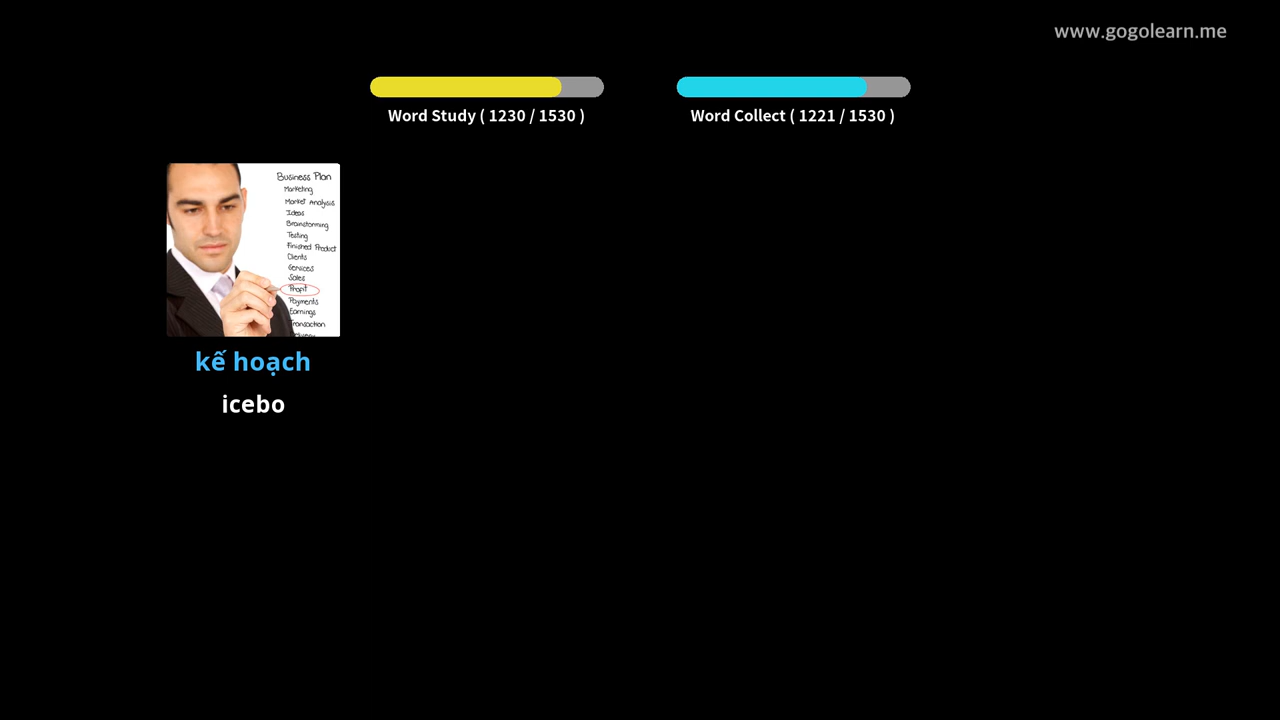 www.gogolearn.me
Word Study ( 1230 / 1530 )
Word Collect ( 1221 / 1530 )
Business Plan
Marketing
Market Analysis
Ideas
Brainstorming
Testing
Finished Product
Clients
Services
Sales
Profit
Payments
Earnings
Transaction
Delivery
kế hoạch
icebo